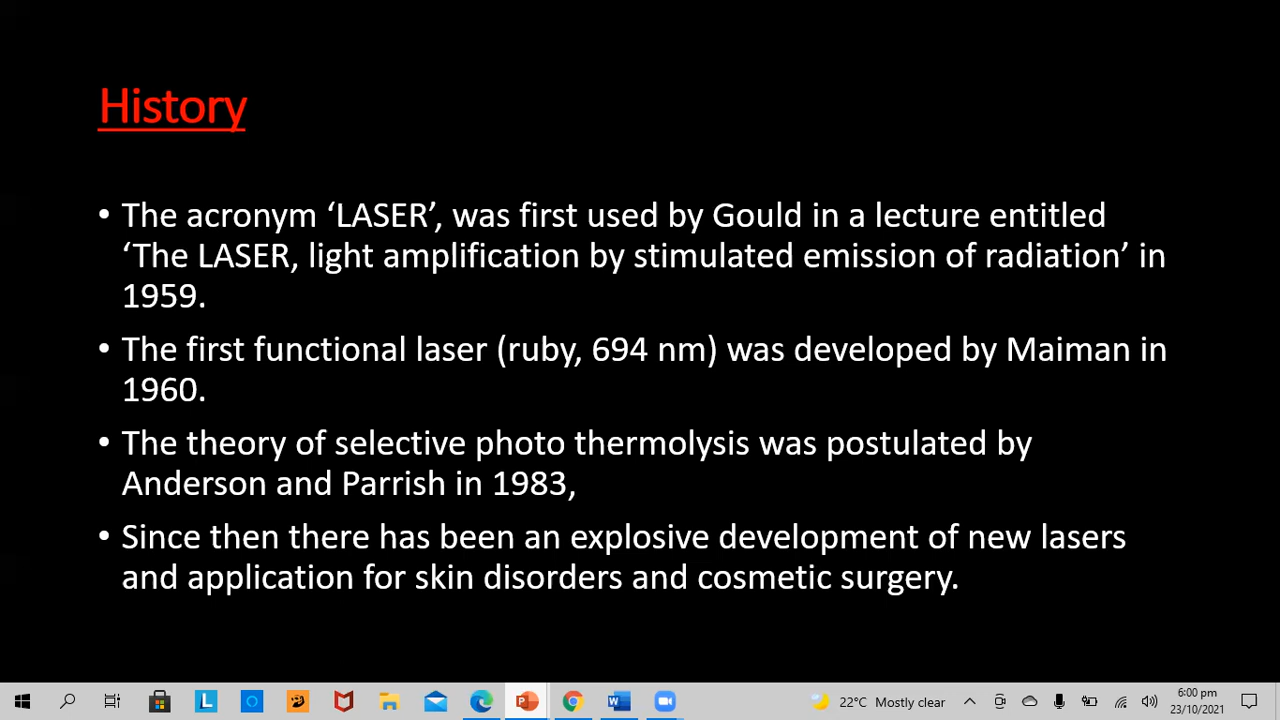 History
• The acronym ‘LASER’, was first used by Gould in a lecture entitled
‘The LASER, light amplification by stimulated emission of radiation’ in
1959.
• The first functional laser (ruby, 694 nm) was developed by Maiman in
1960.
• The theory of selective photo thermolysis was postulated by
Anderson and Parrish in 1983,
• Since then there has been an explosive development of new lasers
and application for skin disorders and cosmetic surgery.
22°C Mostly clear
6:00 pm
23/10/2021